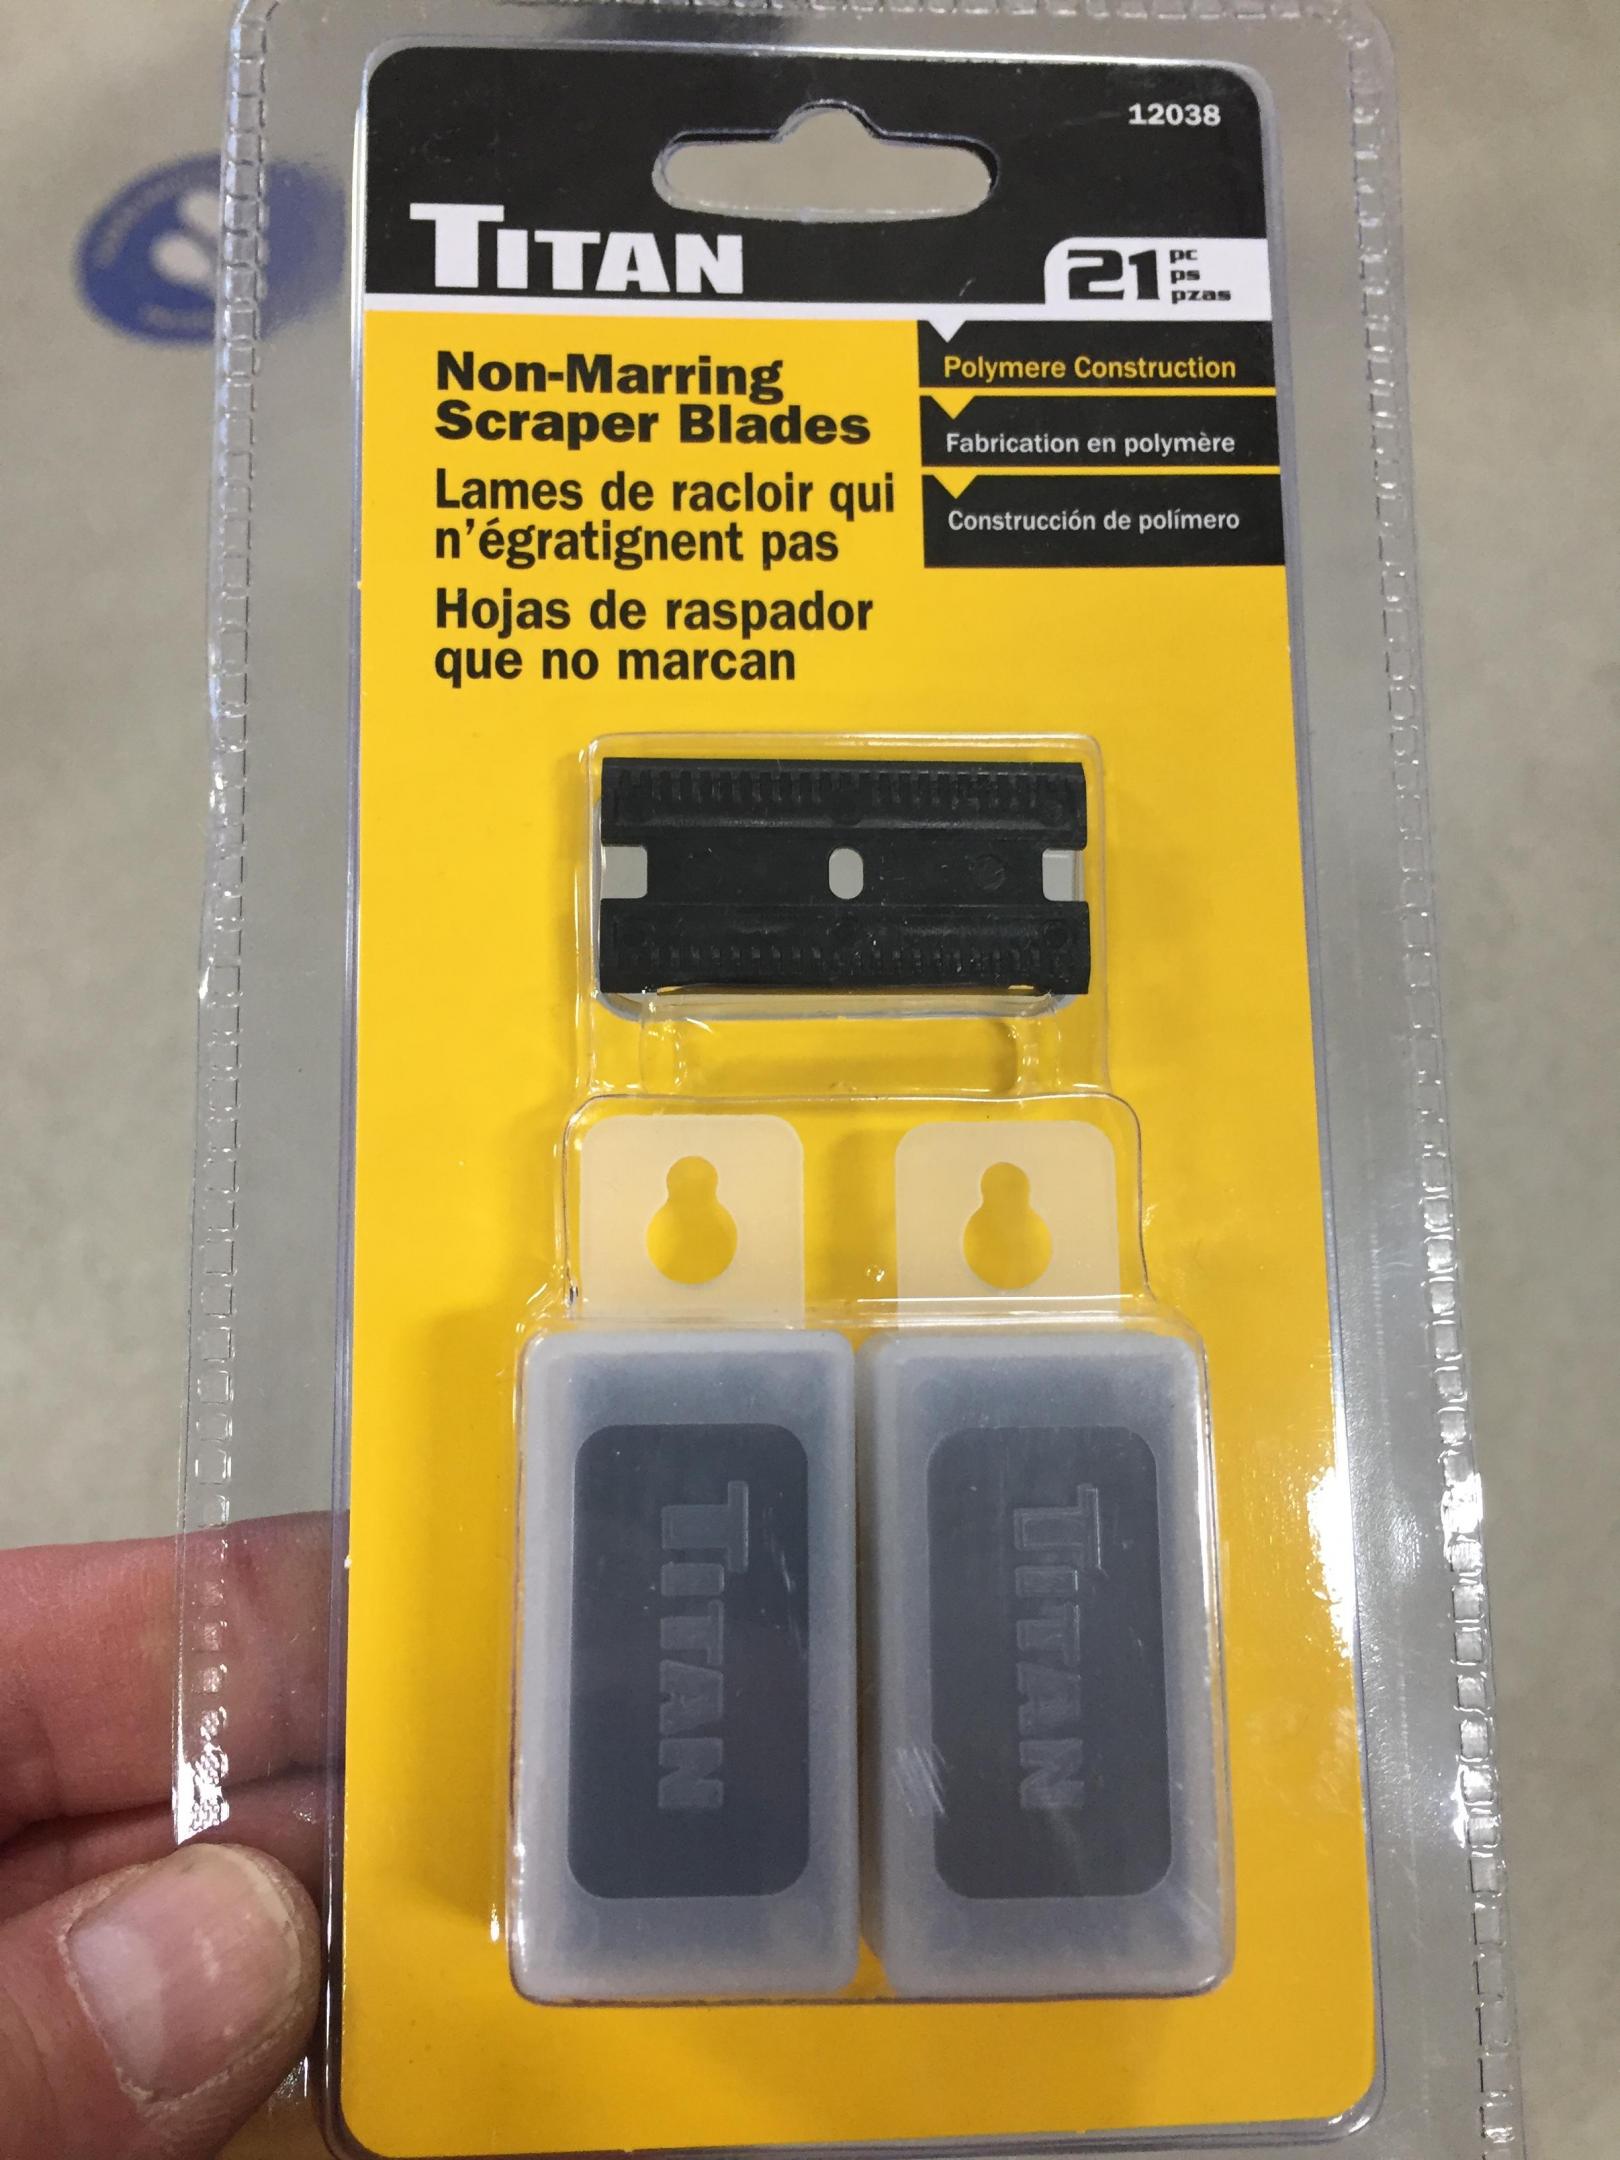 12038
TITAN
21 pc
ps
pzas
Non-Marring
Scraper Blades
Lames de racloir qui
n'égratignent pas
Hojas de raspador
que no marcan
Polymere Construction
Fabrication en polymère
Construcción de polímero
TITAN
TITAN